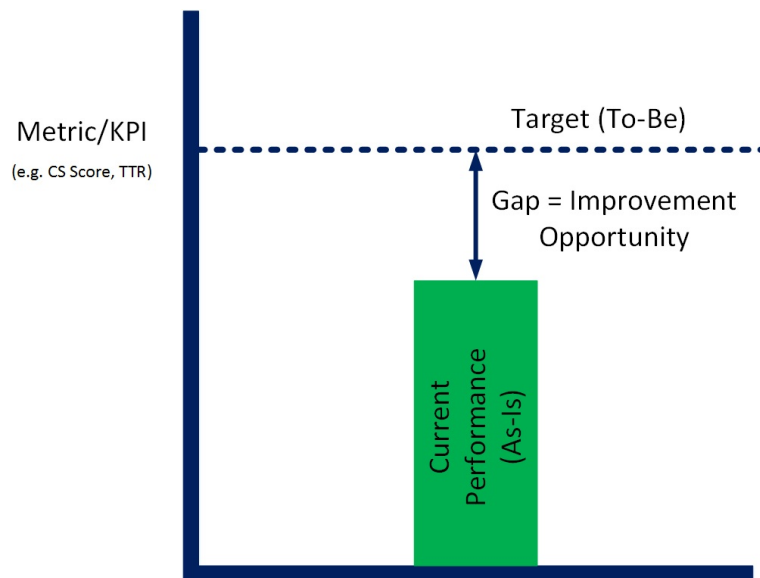 Metric/KPI
(e.g. CS Score, TTR)
Target (To-Be)
Gap = Improvement
Opportunity
Current
Performance
(As-Is)